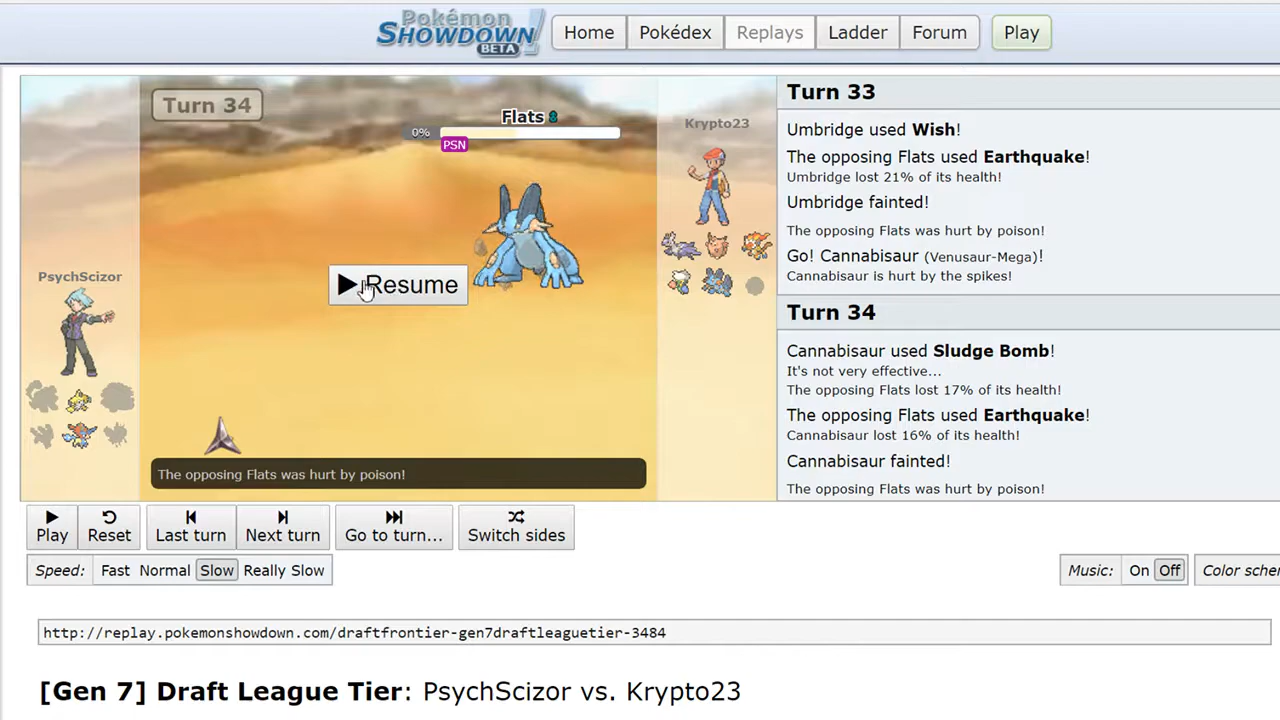 Pokémon
SHOWDOWN!
BETA
Home
Pokédex
Replays
Ladder
Forum
Play
Turn 34
Flats
0%
PSN
Krypto23
PsychScizor
Resume
The opposing Flats was hurt by poison!
Turn 33
Umbridge used Wish!
The opposing Flats used Earthquake!
Umbridge lost 21% of its health!
Umbridge fainted!
The opposing Flats was hurt by poison!
Go! Cannabisaur (Venusaur-Mega)!
Cannabisaur is hurt by the spikes!
Turn 34
Cannabisaur used Sludge Bomb!
It's not very effective...
The opposing Flats lost 17% of its health!
The opposing Flats used Earthquake!
Cannabisaur lost 16% of its health!
Cannabisaur fainted!
The opposing Flats was hurt by poison!
Play
Reset
Last turn
Next turn
Go to turn...
Switch sides
Speed: Fast Normal Slow Really Slow
Music: On Off
Color schem
http://replay.pokemonshowdown.com/draftfrontier-gen7draftleaguetier-3484
[Gen 7] Draft League Tier: PsychScizor vs. Krypto23